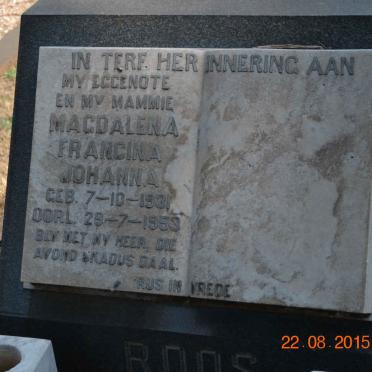 IN TERE HERINNERING AAN
MY EGGENOTE
EN MY MAMMIE
MAGDALENA
FRANCINA
JOHANNA
GEB. 7-10-1931
OORL. 28-7-1953
BLY MET MY HEER, DIE
AVOND SKADUS DAAL.
RUS IN VREDE
ROOS
22.08.2015